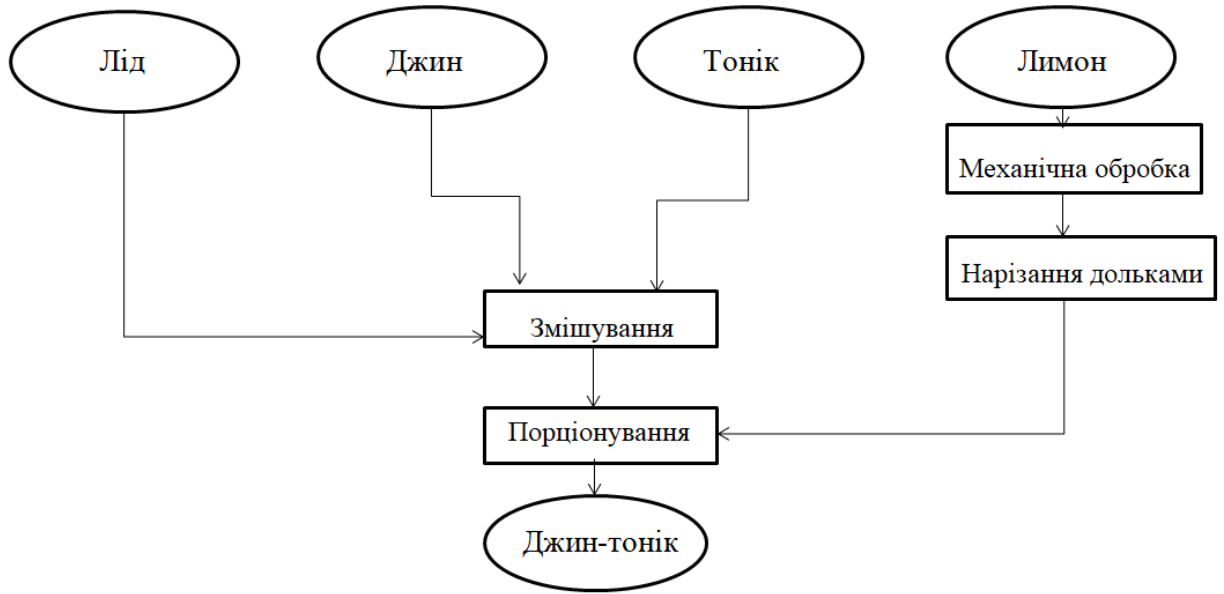 Лід
Джин
Тонік
Лимон
Механічна обробка
Нарізання дольками
Змішування
Порціонування
Джин-тонік